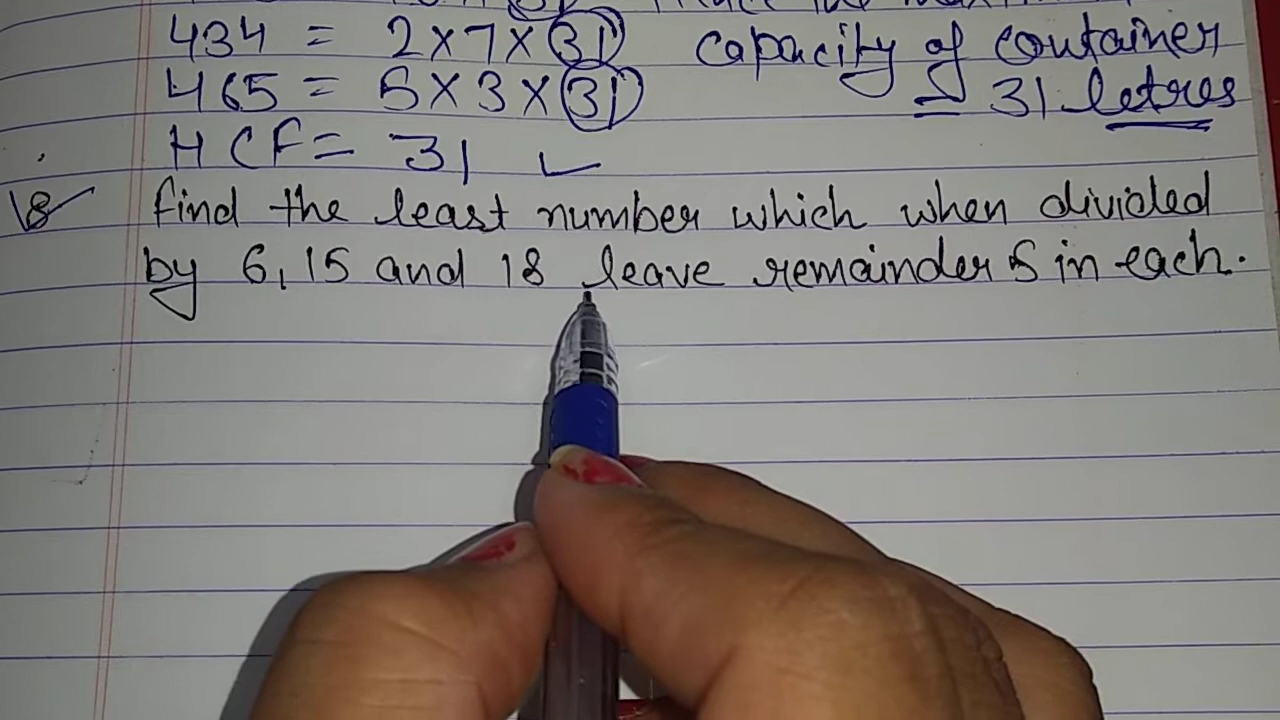 434 = 2×7×31 capacity of container
465 = 5×3×31 = 31 letres
HCF = 31 ✓
18 find the least number which when divided
by 6, 15 and 18 leave remainder 5 in each.